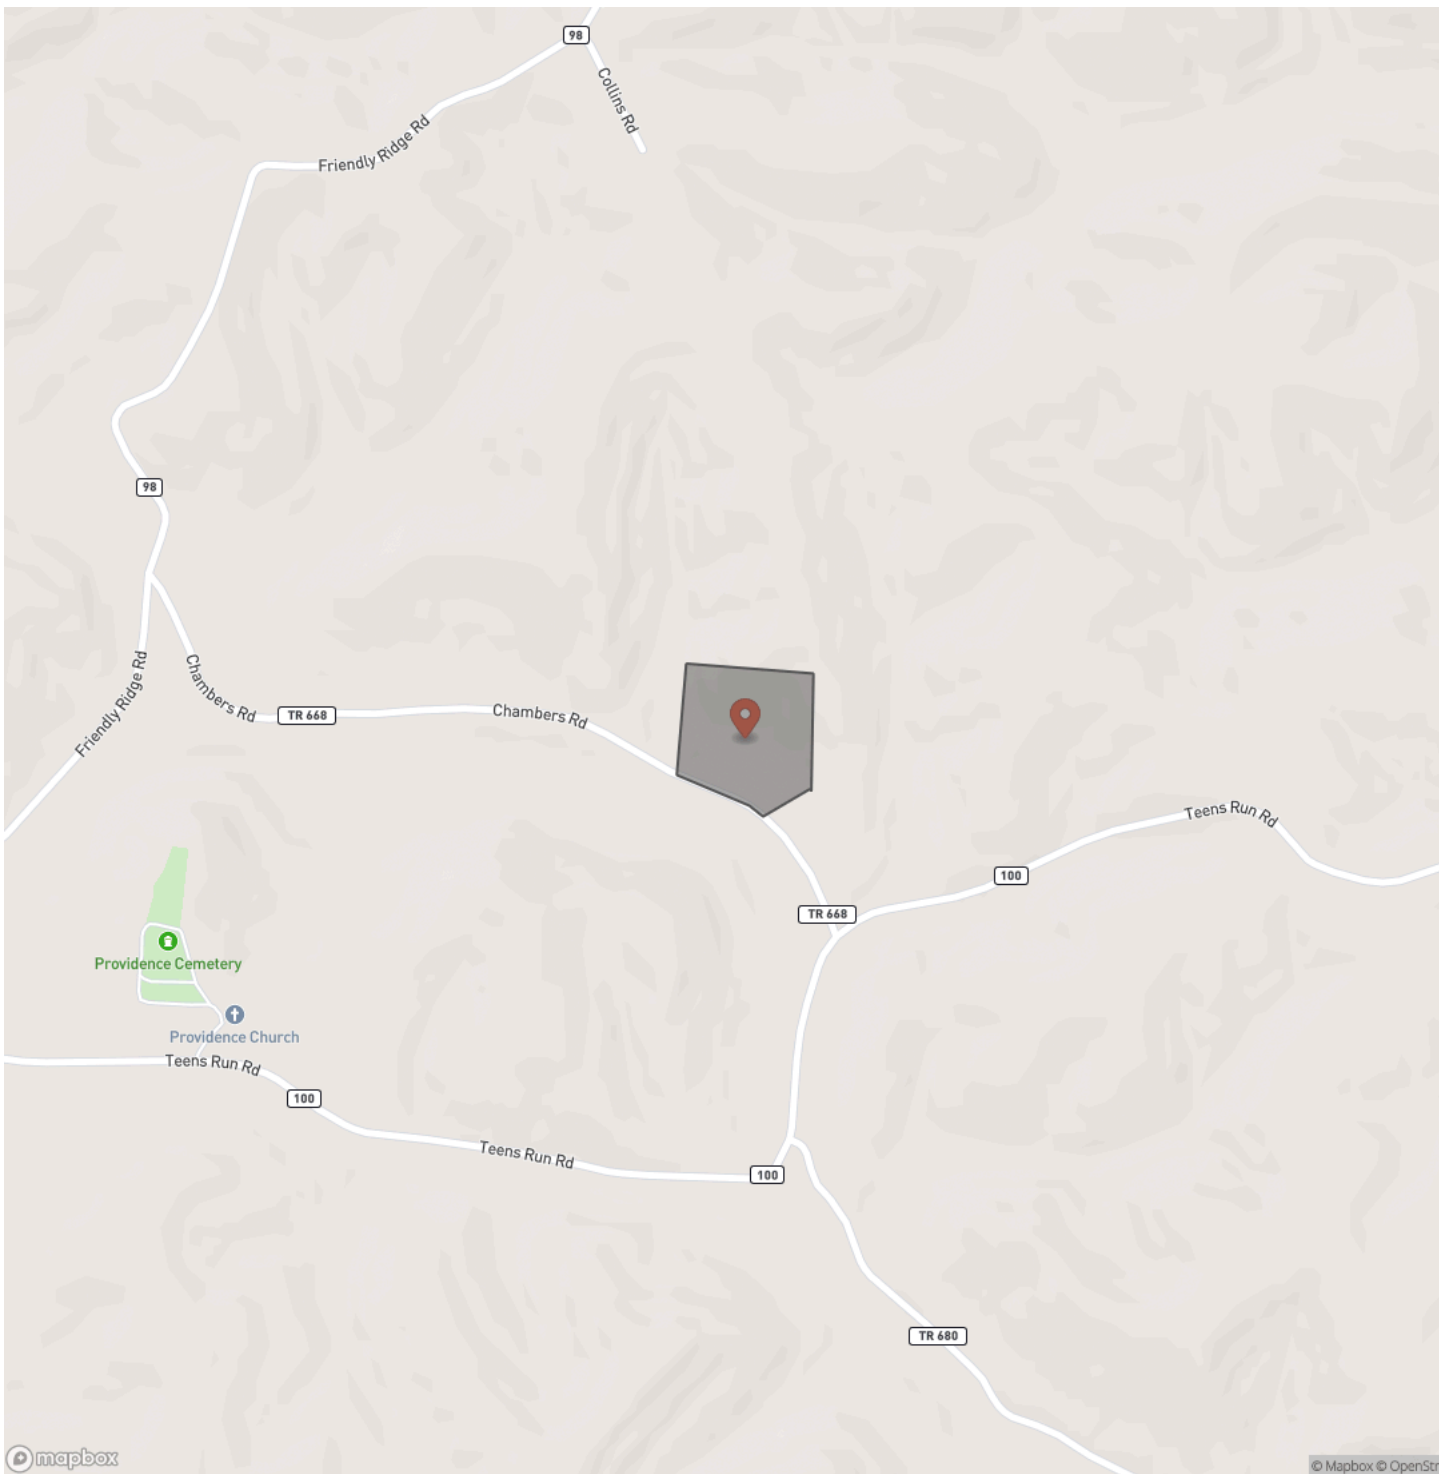 98
Collins Rd
Friendly Ridge Rd
98
Friendly Ridge Rd
Chambers Rd
TR 668
Chambers Rd
Teens Run Rd
100
TR 668
Providence Cemetery
Providence Church
Teens Run Rd
100
Teens Run Rd
100
TR 680
mapbox
© Mapbox © OpenStr